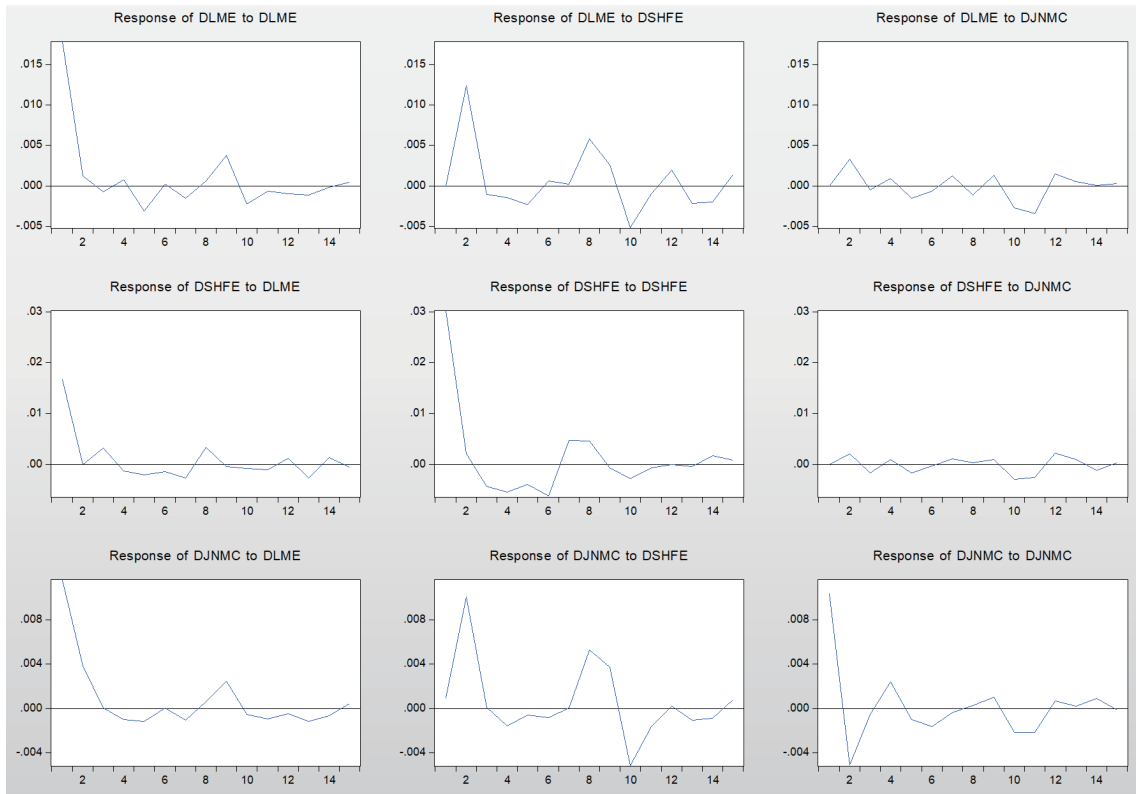 Response of DLME to DLME
.015
.010
.005
.000
-.005
2 4 6 8 10 12 14
Response of DLME to DSHFE
.015
.010
.005
.000
-.005
2 4 6 8 10 12 14
Response of DLME to DJNMC
.015
.010
.005
.000
-.005
2 4 6 8 10 12 14
Response of DSHFE to DLME
.03
.02
.01
.00
2 4 6 8 10 12 14
Response of DSHFE to DSHFE
.03
.02
.01
.00
2 4 6 8 10 12 14
Response of DSHFE to DJNMC
.03
.02
.01
.00
2 4 6 8 10 12 14
Response of DJNMC to DLME
.008
.004
.000
-.004
2 4 6 8 10 12 14
Response of DJNMC to DSHFE
.008
.004
.000
-.004
2 4 6 8 10 12 14
Response of DJNMC to DJNMC
.008
.004
.000
-.004
2 4 6 8 10 12 14